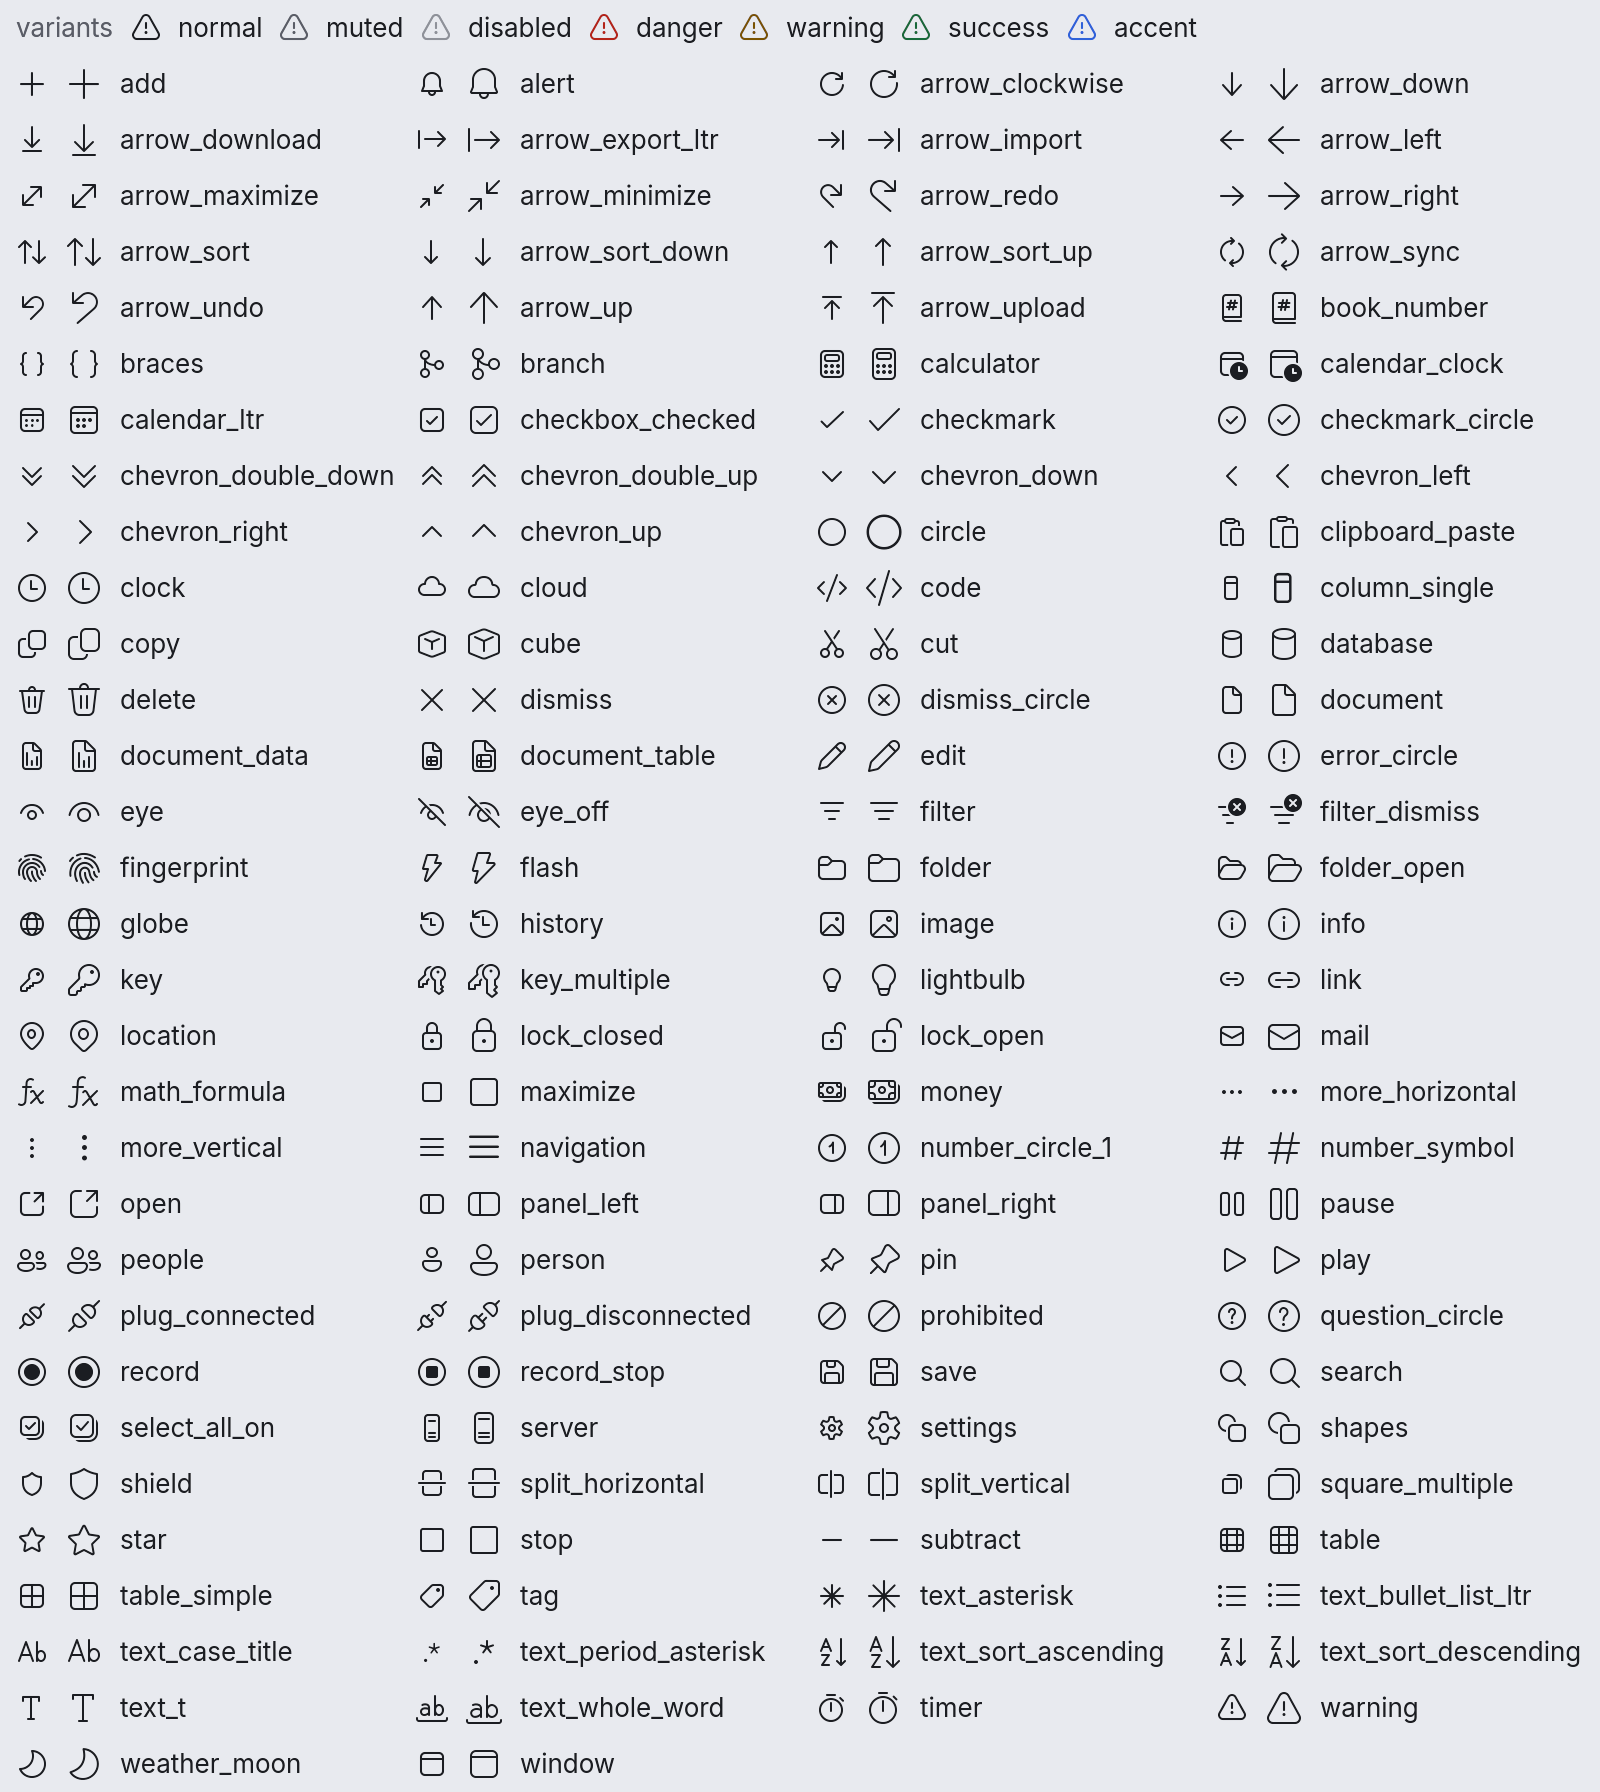 variants normal muted disabled danger warning success accent
add alert arrow_clockwise arrow_down
arrow_download arrow_export_ltr arrow_import arrow_left
arrow_maximize arrow_minimize arrow_redo arrow_right
arrow_sort arrow_sort_down arrow_sort_up arrow_sync
arrow_undo arrow_up arrow_upload book_number
braces branch calculator calendar_clock
calendar_ltr checkbox_checked checkmark checkmark_circle
chevron_double_down chevron_double_up chevron_down chevron_left
chevron_right chevron_up circle clipboard_paste
clock cloud code column_single
copy cube cut database
delete dismiss dismiss_circle document
document_data document_table edit error_circle
eye eye_off filter filter_dismiss
fingerprint flash folder folder_open
globe history image info
key key_multiple lightbulb link
location lock_closed lock_open mail
math_formula maximize money more_horizontal
more_vertical navigation number_circle_1 number_symbol
open panel_left panel_right pause
people person pin play
plug_connected plug_disconnected prohibited question_circle
record record_stop save search
select_all_on server settings shapes
shield split_horizontal split_vertical square_multiple
star stop subtract table
table_simple tag text_asterisk text_bullet_list_ltr
text_case_title text_period_asterisk text_sort_ascending text_sort_descending
text_t text_whole_word timer warning
weather_moon window